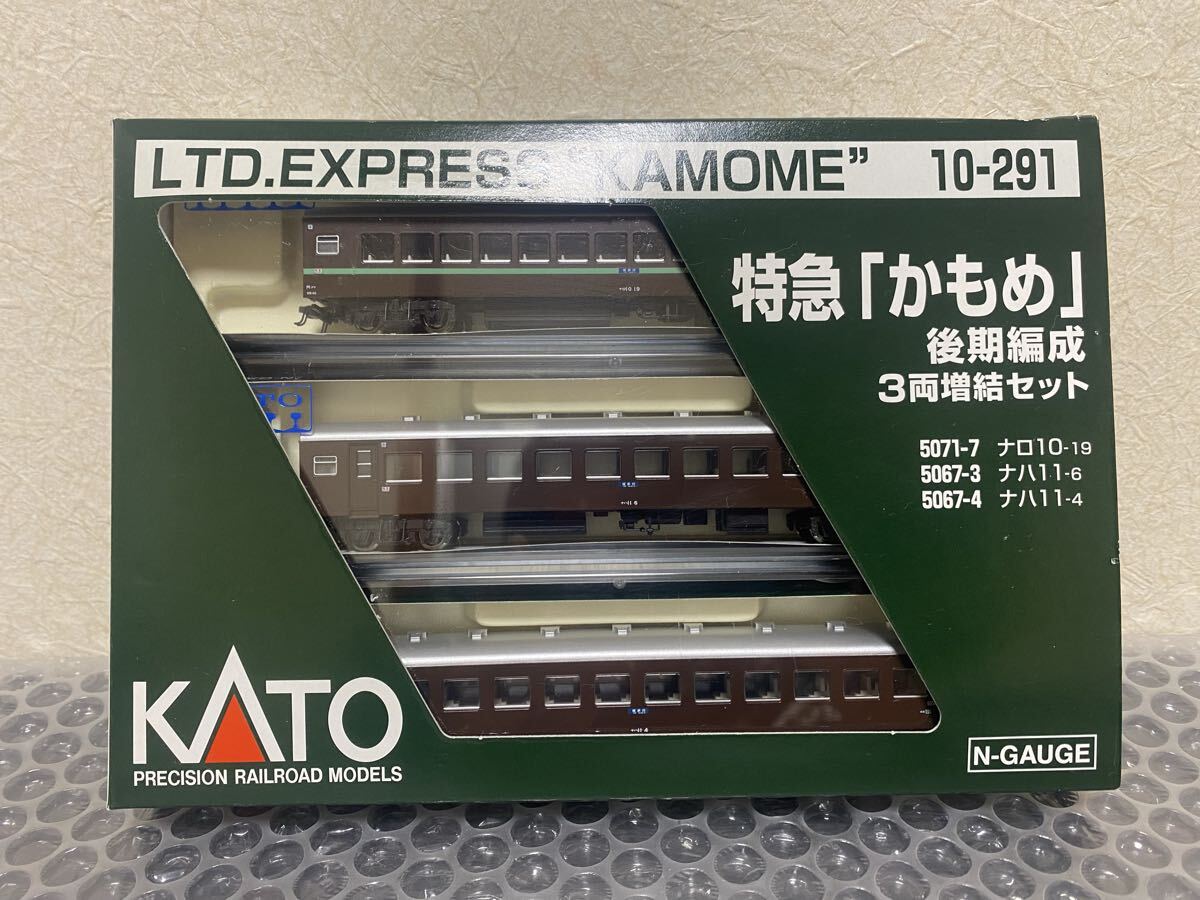 LTD.EXPRESS "KAMOME" 10-291
特急「かもめ」
後期編成
3両増結セット
5071-7 ナロ10-19
5067-3 ナハ11-6
5067-4 ナハ11-4
KATO
PRECISION RAILROAD MODELS
N-GAUGE